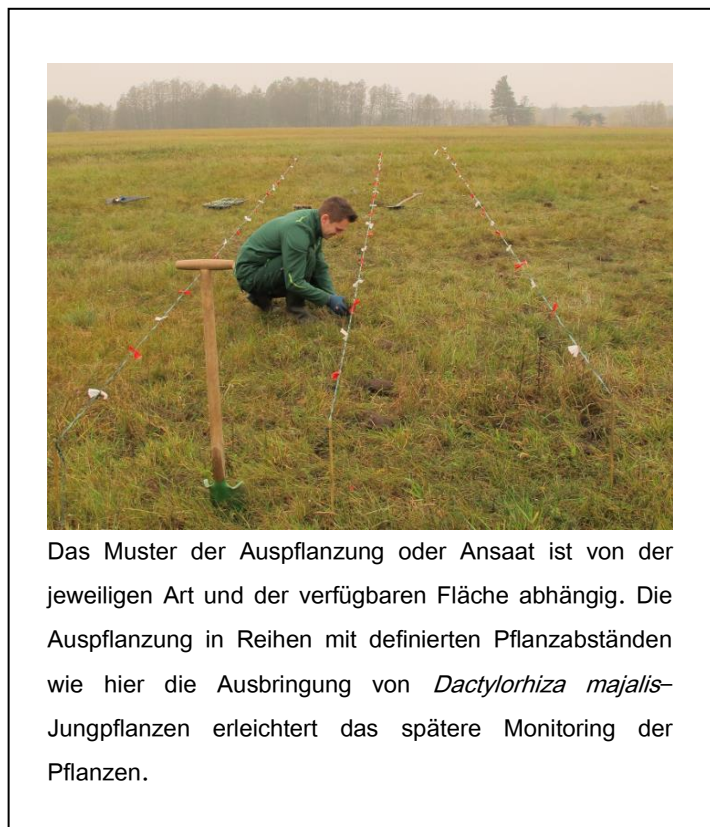 Das Muster der Auspflanzung oder Ansaat ist von der
jeweiligen Art und der verfügbaren Fläche abhängig. Die
Auspflanzung in Reihen mit definierten Pflanzabständen
wie hier die Ausbringung von Dactylorhiza majalis–
Jungpflanzen erleichtert das spätere Monitoring der
Pflanzen.